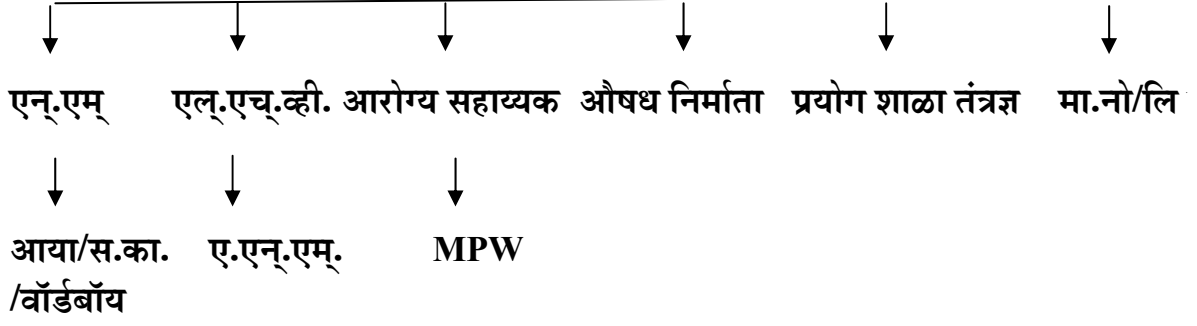 एन्.एम् एल्.एच्.व्ही. आरोग्य सहाय्यक औषध निर्माता प्रयोग शाळा तंत्रज्ञ मा.नो/लि
आया/स.का. ए.एन्.एम्. MPW
/वॉर्डबॉय